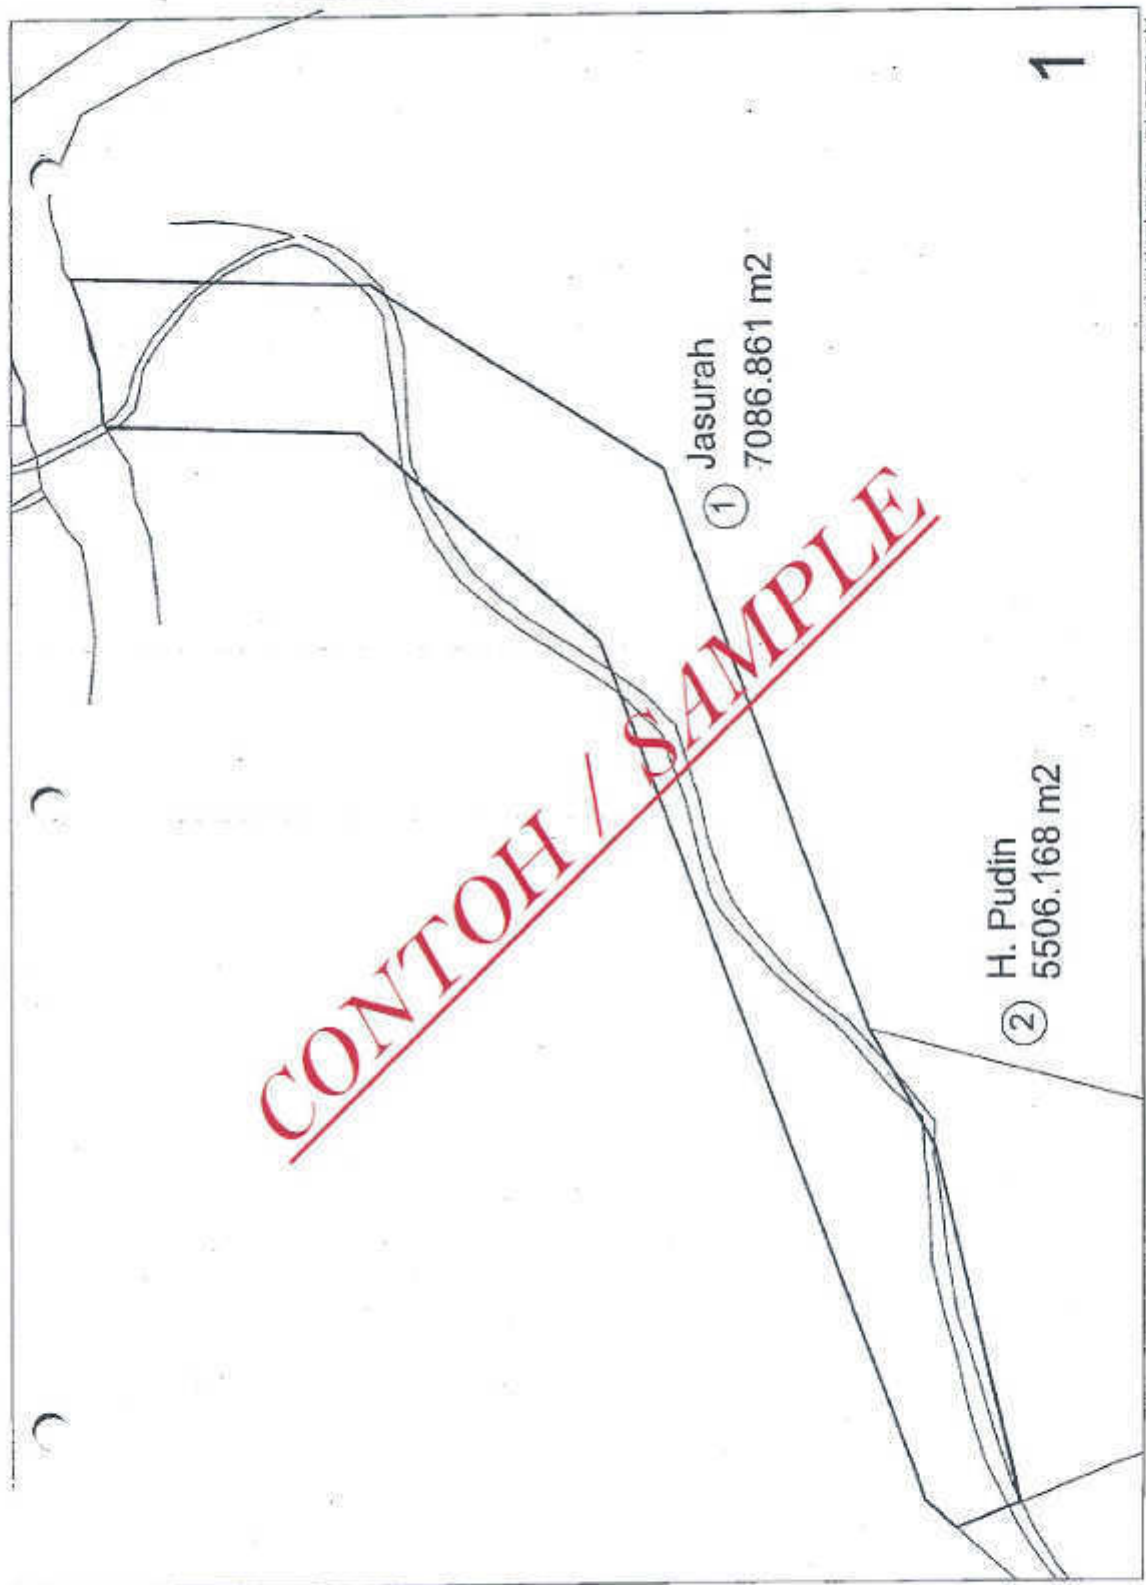 1
① Jasurah
7086.861 m2
② H. Pudin
5506.168 m2
CONTOH / SAMPLE